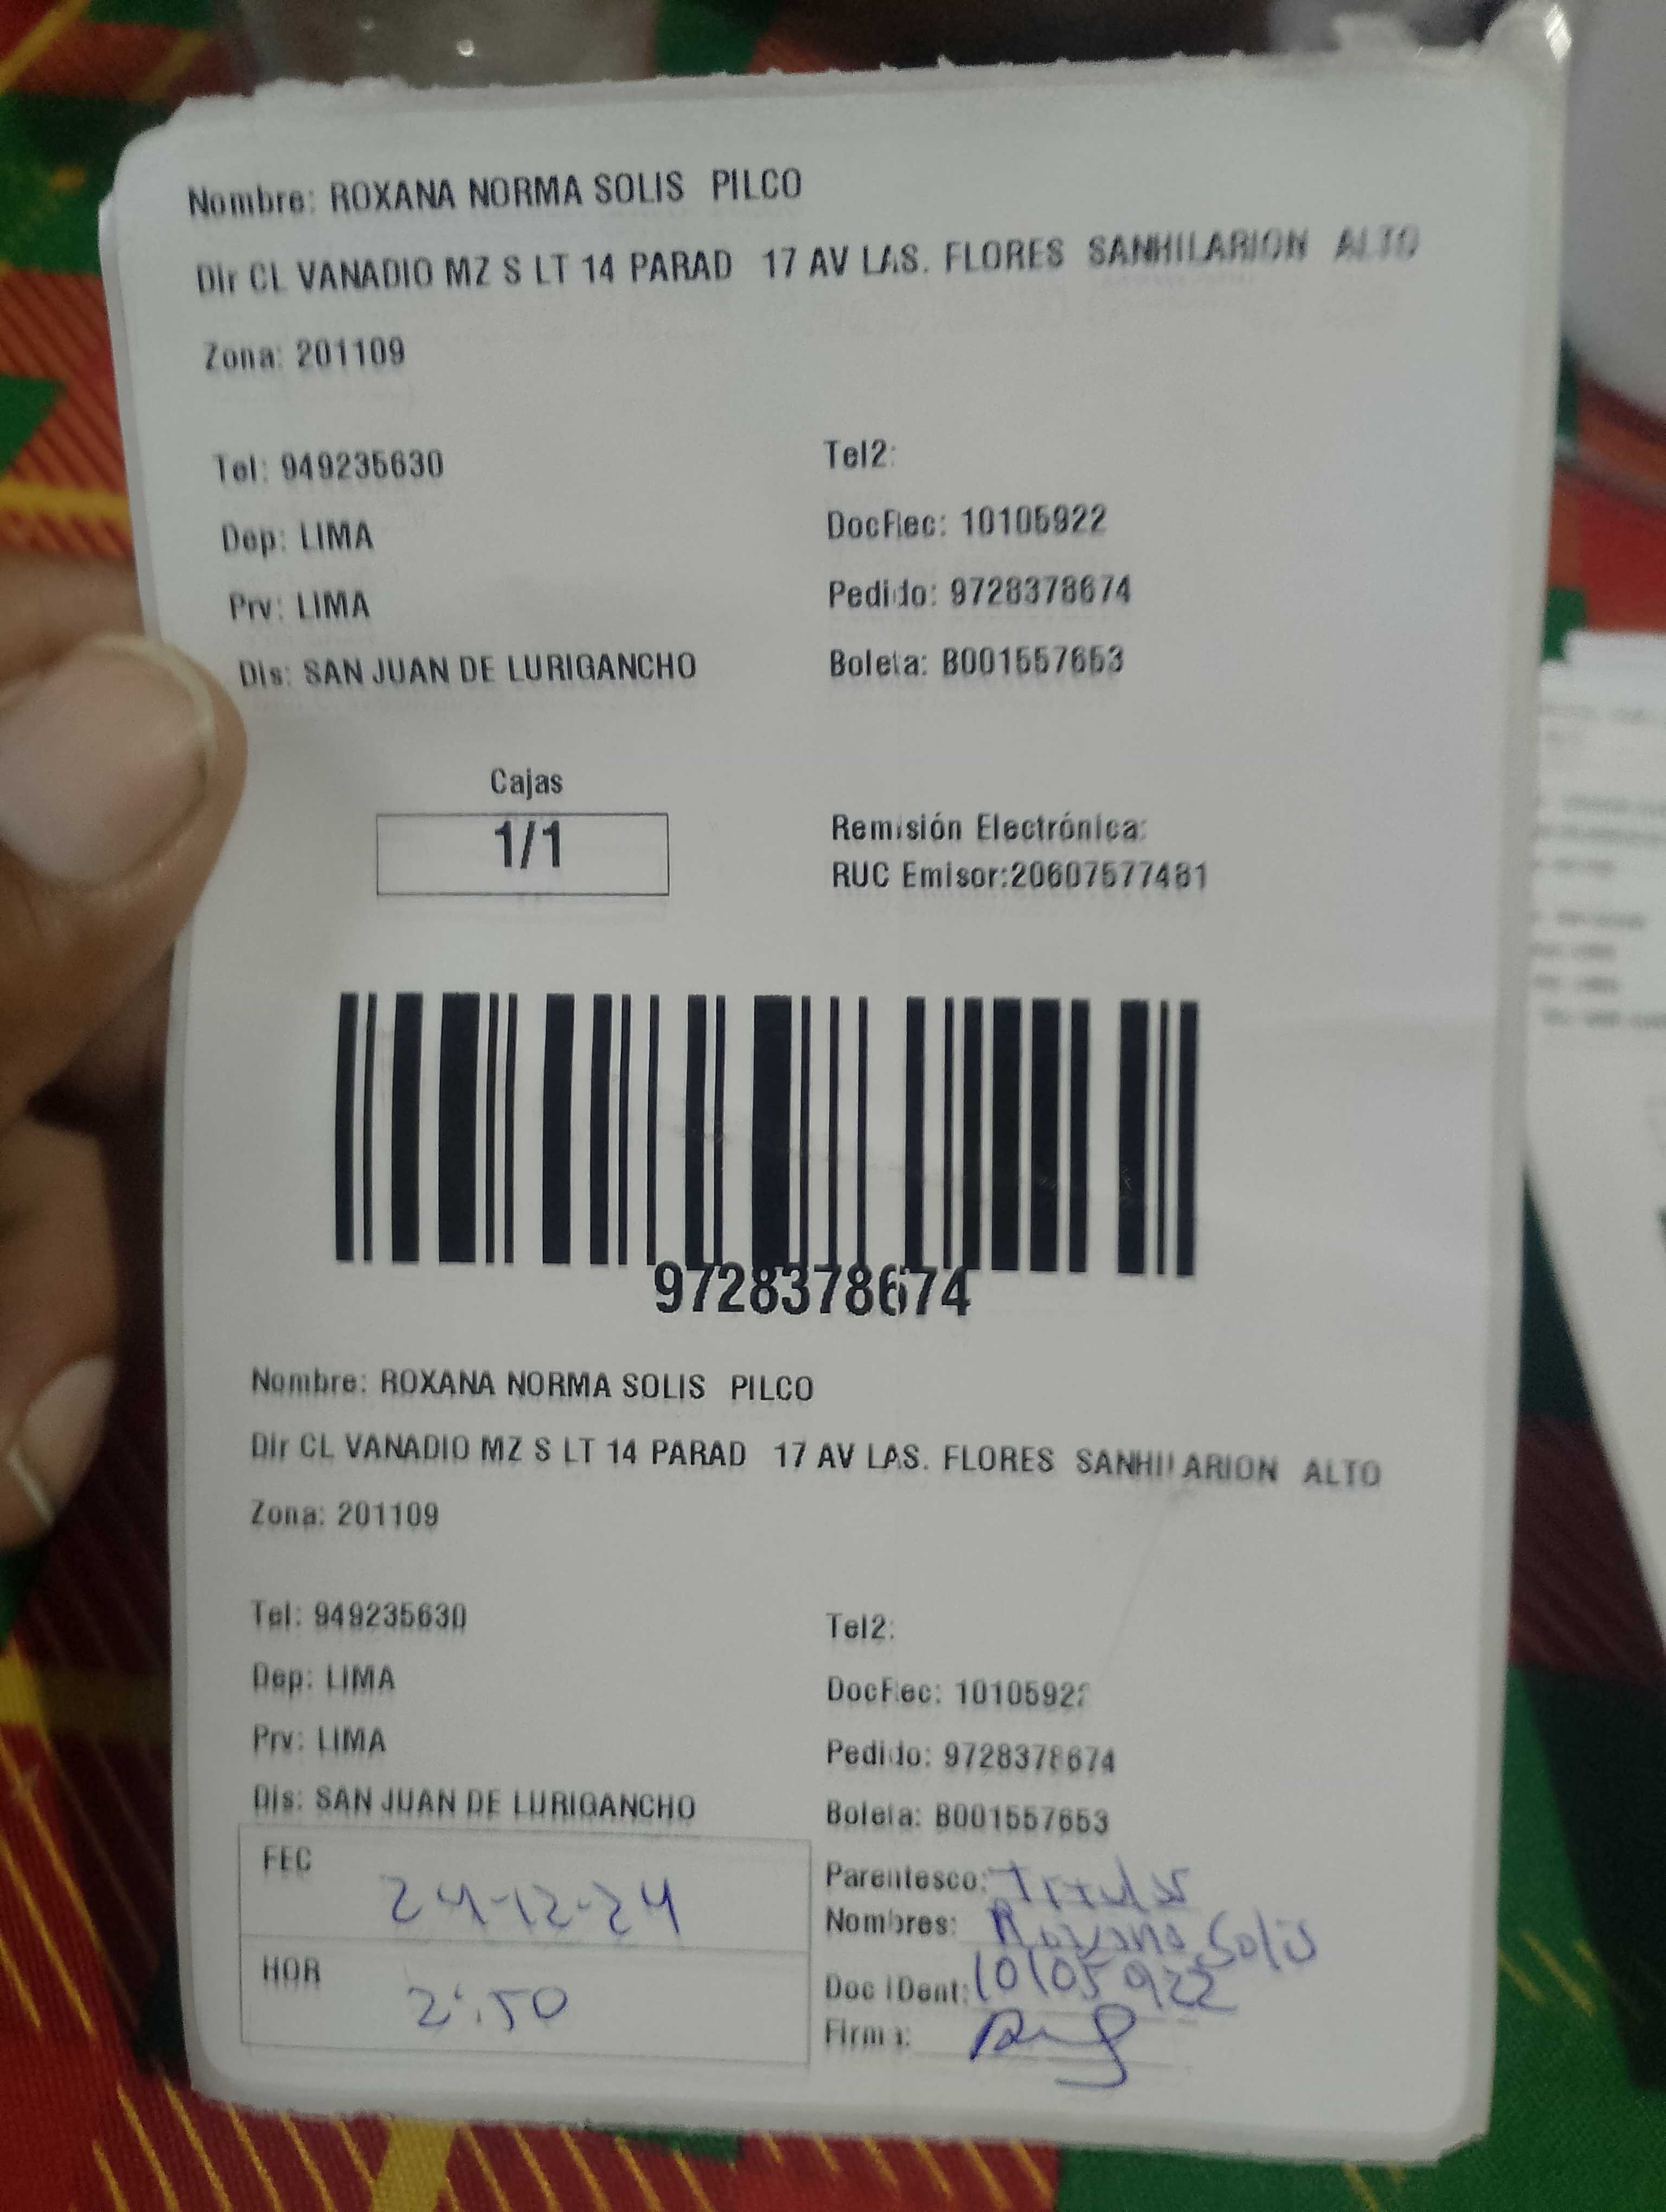 Nombre: ROXANA NORMA SOLIS PILCO
Dir CL VANADIO MZ S LT 14 PARAD 17 AV LAS. FLORES SANHILARION ALTO
Zona: 201109
Tel: 949235630 Tel2:
Dep: LIMA DocRec: 10105922
Prv: LIMA Pedido: 9728378674
Dis: SAN JUAN DE LURIGANCHO Boleta: B001557653
Cajas
1/1
Remisión Electrónica:
RUC Emisor:20607577481
9728378674
Nombre: ROXANA NORMA SOLIS PILCO
Dir CL VANADIO MZ S LT 14 PARAD 17 AV LAS. FLORES SANHILARION ALTO
Zona: 201109
Tel: 949235630 Tel2:
Dep: LIMA DocRec: 10105922
Prv: LIMA Pedido: 9728378674
Dis: SAN JUAN DE LURIGANCHO Boleta: B001557653
FEC 24-12-24
HOR 2:50
Parentesco: Titular
Nombres: Roxana Solis
Doc IDent: 10105922
Firma: